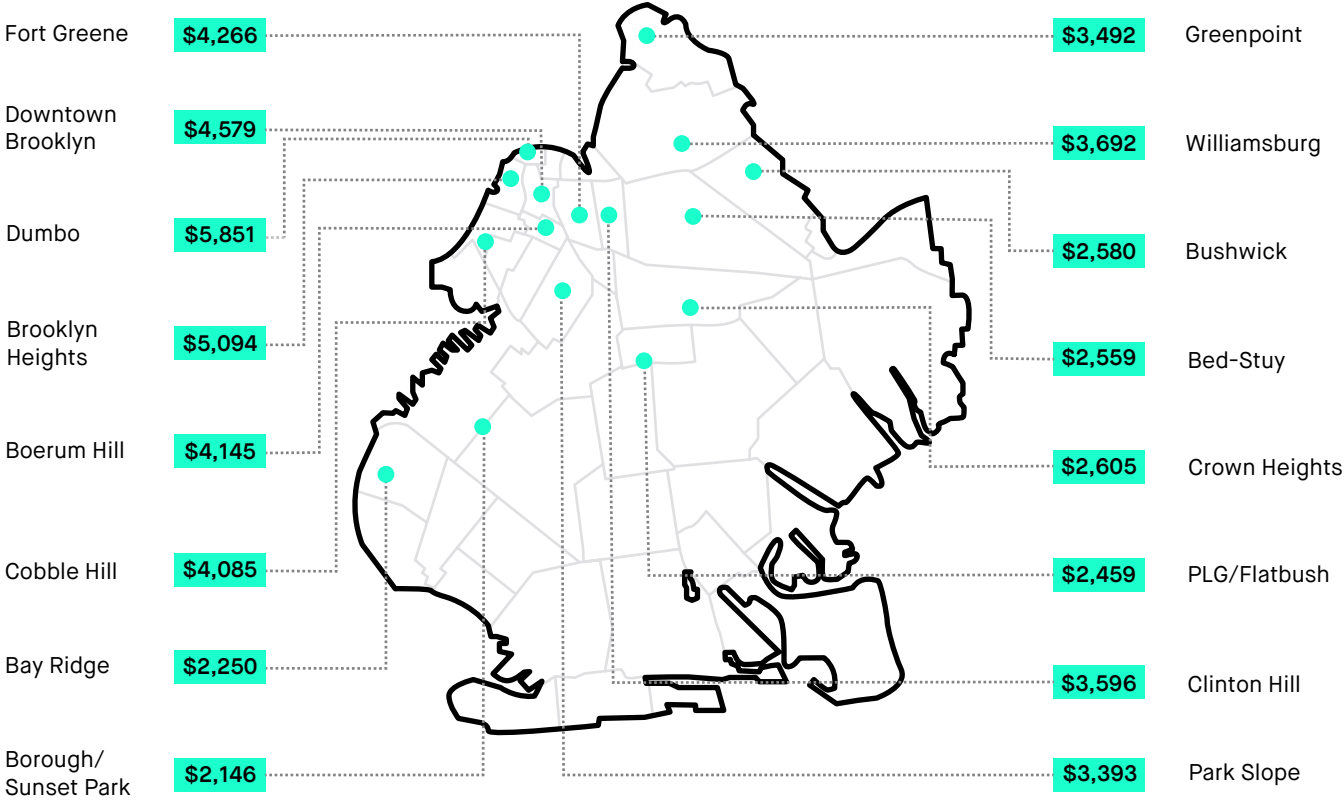 Fort Greene $4,266
Downtown
Brooklyn $4,579
Dumbo $5,851
Brooklyn
Heights $5,094
Boerum Hill $4,145
Cobble Hill $4,085
Bay Ridge $2,250
Borough/
Sunset Park $2,146
$3,492 Greenpoint
$3,692 Williamsburg
$2,580 Bushwick
$2,559 Bed-Stuy
$2,605 Crown Heights
$2,459 PLG/Flatbush
$3,596 Clinton Hill
$3,393 Park Slope